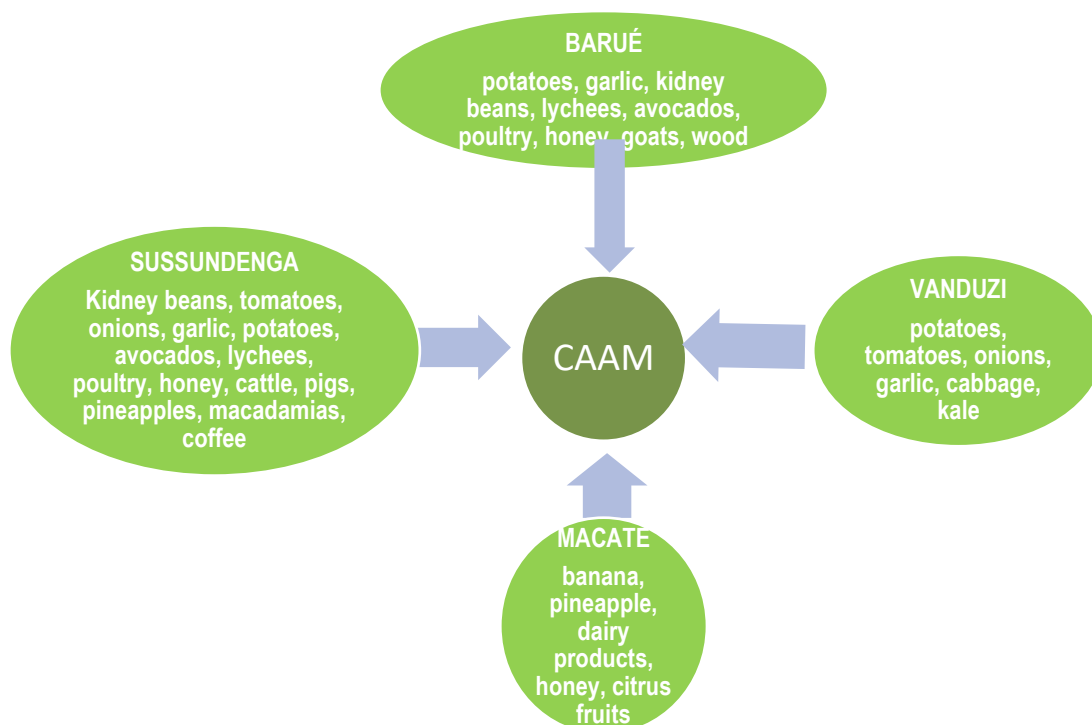 BARUÉ
potatoes, garlic, kidney
beans, lychees, avocados,
poultry, honey, goats, wood
SUSSUNDENGA
Kidney beans, tomatoes,
onions, garlic, potatoes,
avocados, lychees,
poultry, honey, cattle, pigs,
pineapples, macadamias,
coffee
CAAM
VANDUZI
potatoes,
tomatoes, onions,
garlic, cabbage,
kale
MACATE
banana,
pineapple,
dairy
products,
honey, citrus
fruits